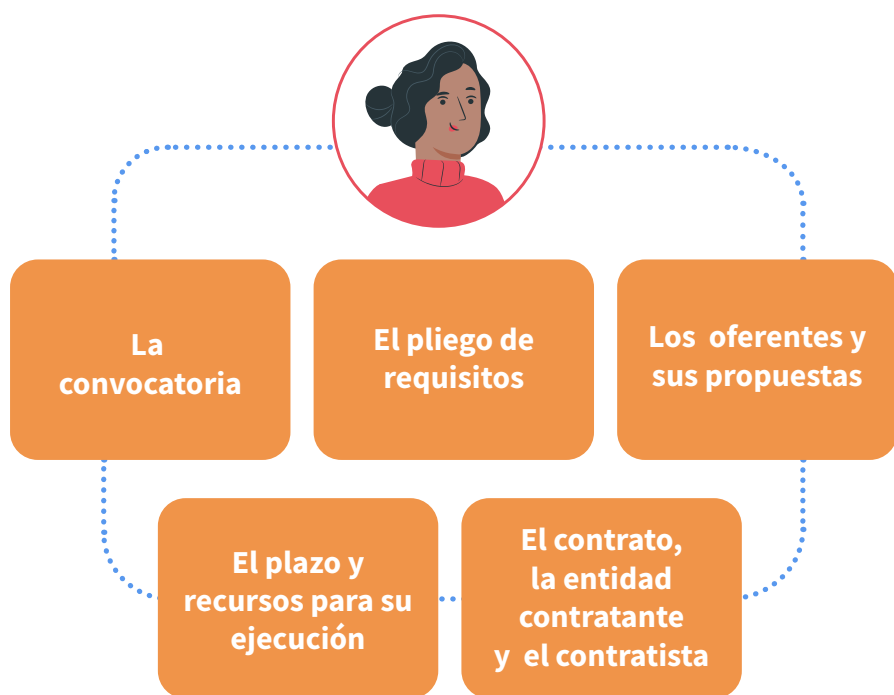 La
convocatoria
El pliego de
requisitos
Los oferentes y
sus propuestas
El plazo y
recursos para su
ejecución
El contrato,
la entidad
contratante
y el contratista